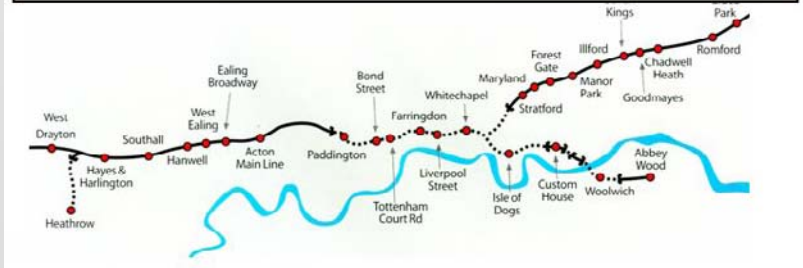 Park
Kings
Romford
Chadwell
Heath
Goodmayes
Illford
Manor
Park
Forest
Gate
Maryland
Stratford
Whitechapel
Farringdon
Liverpool
Street
Bond
Street
Tottenham
Court Rd
Paddington
Ealing
Broadway
Acton
Main Line
West
Ealing
Hanwell
Southall
Hayes &
Harlington
West
Drayton
Heathrow
Isle of
Dogs
Custom
House
Woolwich
Abbey
Wood